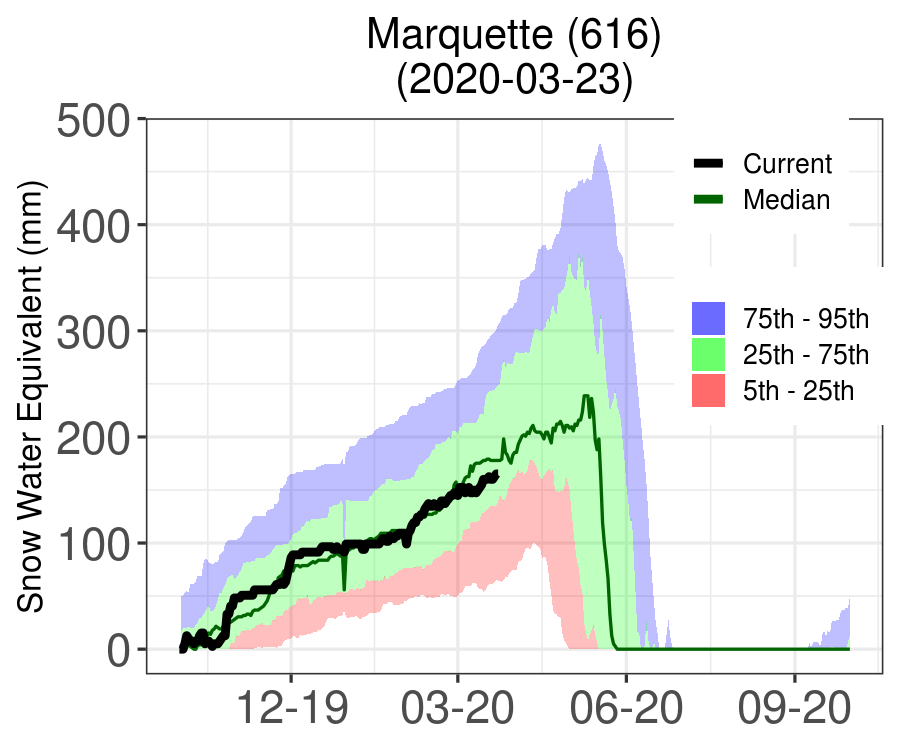 Marquette (616)
(2020-03-23)
Snow Water Equivalent (mm)
500
400
300
200
100
0
12-19
03-20
06-20
09-20
Current
Median
75th - 95th
25th - 75th
5th - 25th